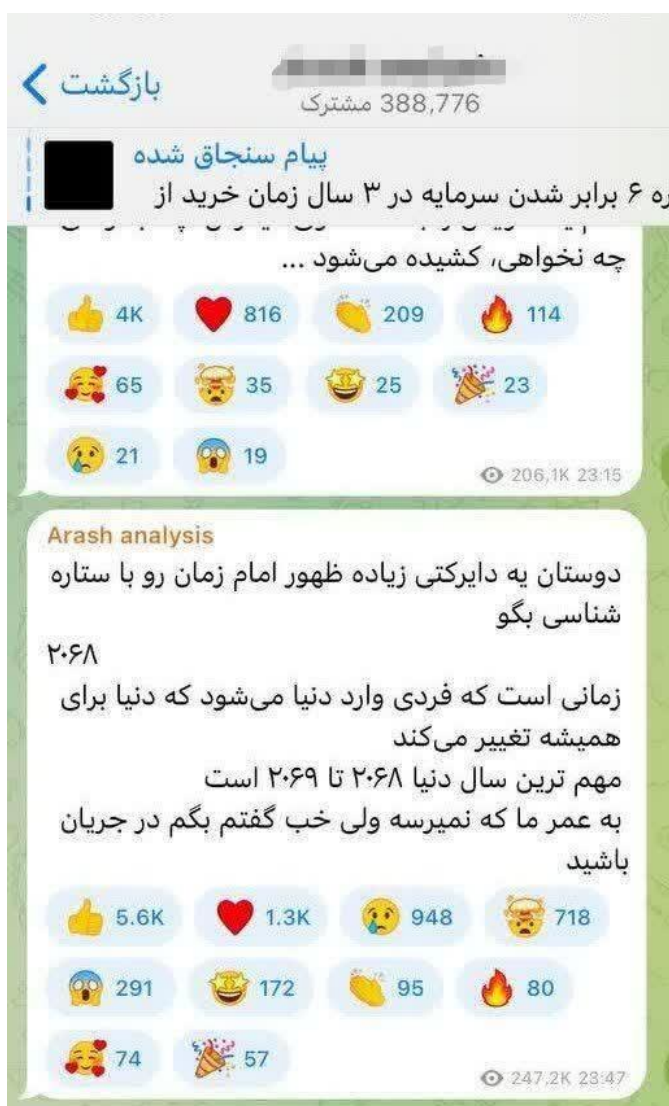 بازگشت
388,776 مشترک
پیام سنجاق شده
ره ۶ برابر شدن سرمایه در ۳ سال زمان خرید از
چه نخواهی، کشیده می‌شود ...
4K 816 209 114
65 35 25 23
21 19
206,1K 23:15
Arash analysis
دوستان یه دایرکتی زیاده ظهور امام زمان رو با ستاره
شناسی بگو
۲۰۶۸
زمانی است که فردی وارد دنیا می‌شود که دنیا برای
همیشه تغییر می‌کند
مهم ترین سال دنیا ۲۰۶۸ تا ۲۰۶۹ است
به عمر ما که نمیرسه ولی خب گفتم بگم در جریان
باشید
5.6K 1.3K 948 718
291 172 95 80
74 57
247,2K 23:47